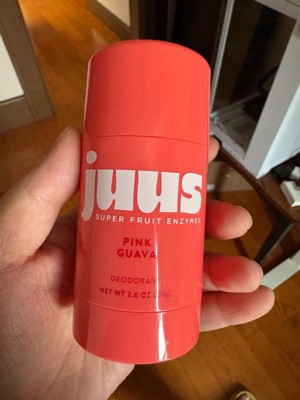 juus
SUPER FRUIT ENZYMES
PINK
GUAVA
DEODORANT
NET WT 2.6 OZ